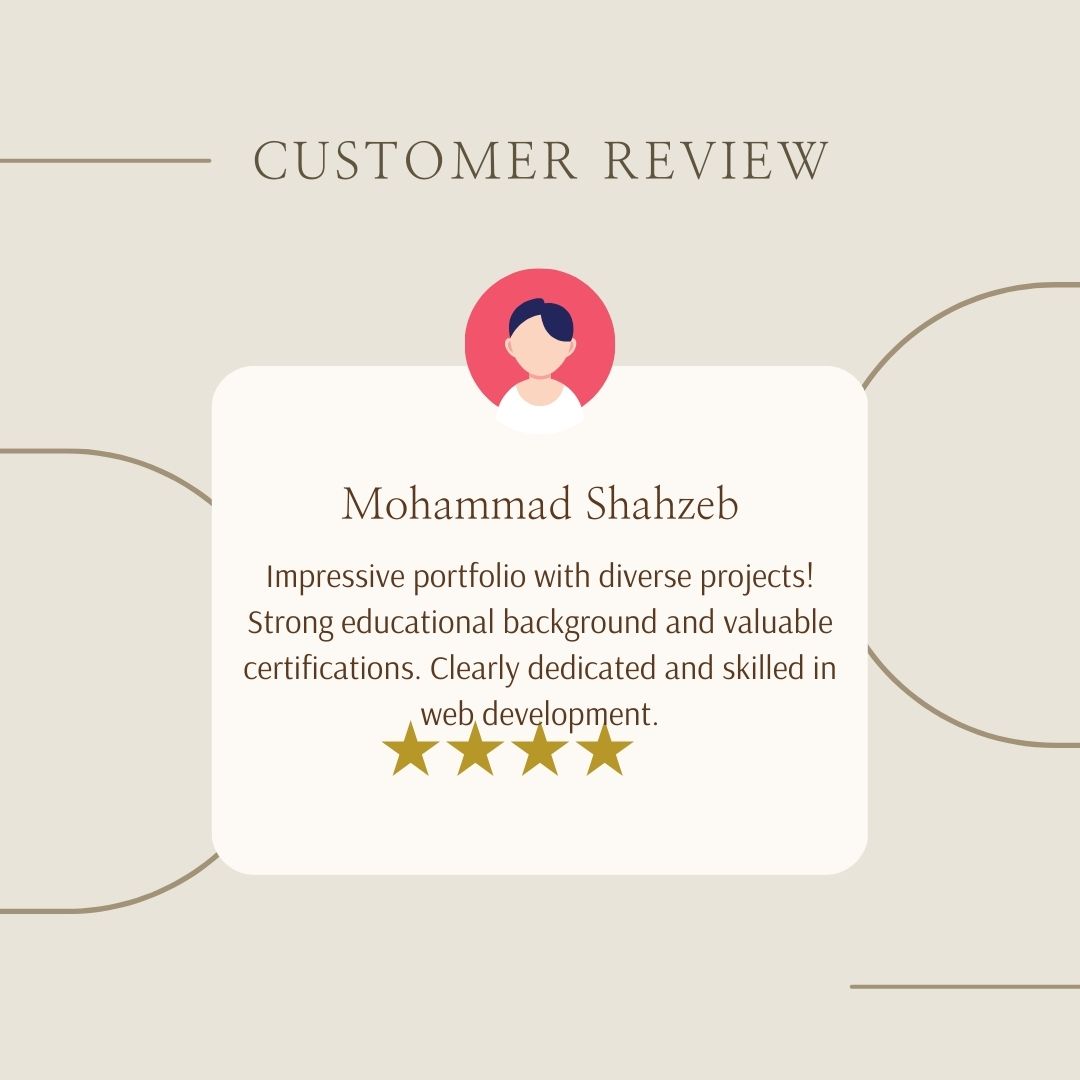 CUSTOMER REVIEW
Mohammad Shahzeb
Impressive portfolio with diverse projects!
Strong educational background and valuable
certifications. Clearly dedicated and skilled in
web development.